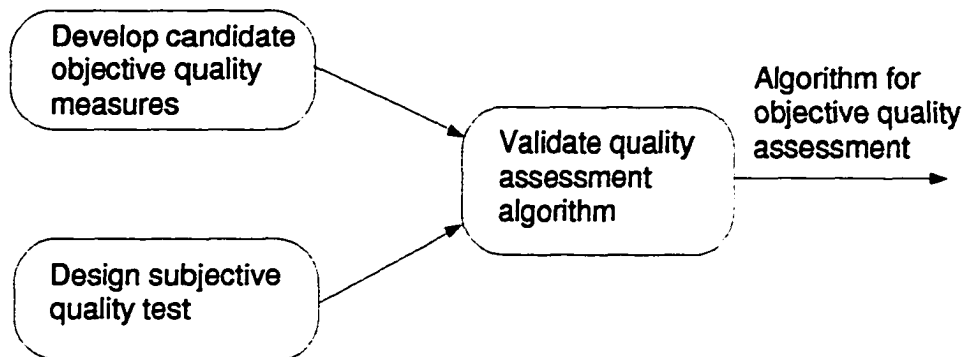 Develop candidate
objective quality
measures
Algorithm for
objective quality
assessment
Validate quality
assessment
algorithm
Design subjective
quality test